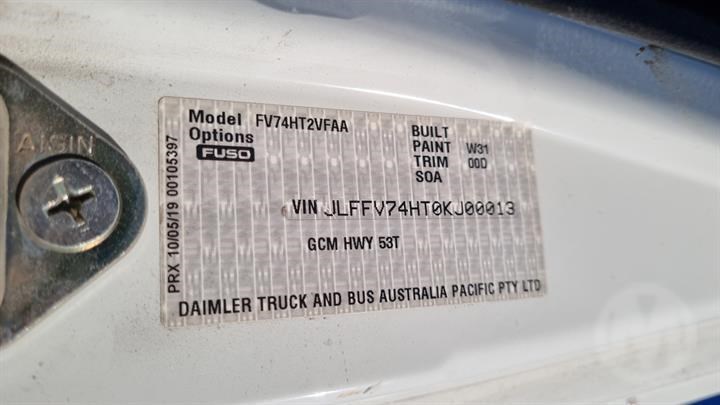 AISIN
PRX 10/05/19 00105397
Model FV74HT2VFAA
Options
FUSO
BUILT
PAINT W31
TRIM 00D
SOA
VIN JLFFV74HT0KJ00013
GCM HWY 53T
DAIMLER TRUCK AND BUS AUSTRALIA PACIFIC PTY LTD
M